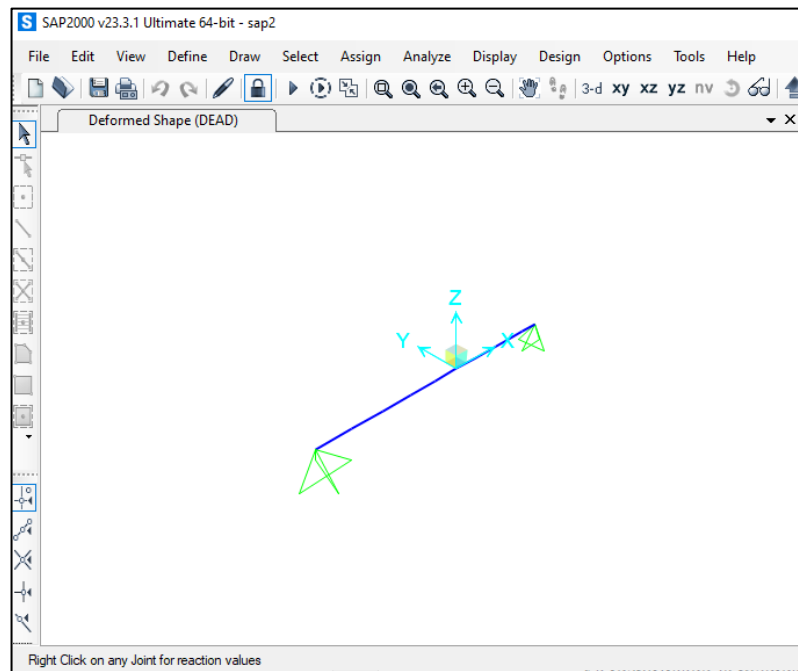 S SAP2000 v23.3.1 Ultimate 64-bit - sap2
File Edit View Define Draw Select Assign Analyze Display Design Options Tools Help
3-d xy xz yz nv
Deformed Shape (DEAD)
Z
Y X
Right Click on any Joint for reaction values